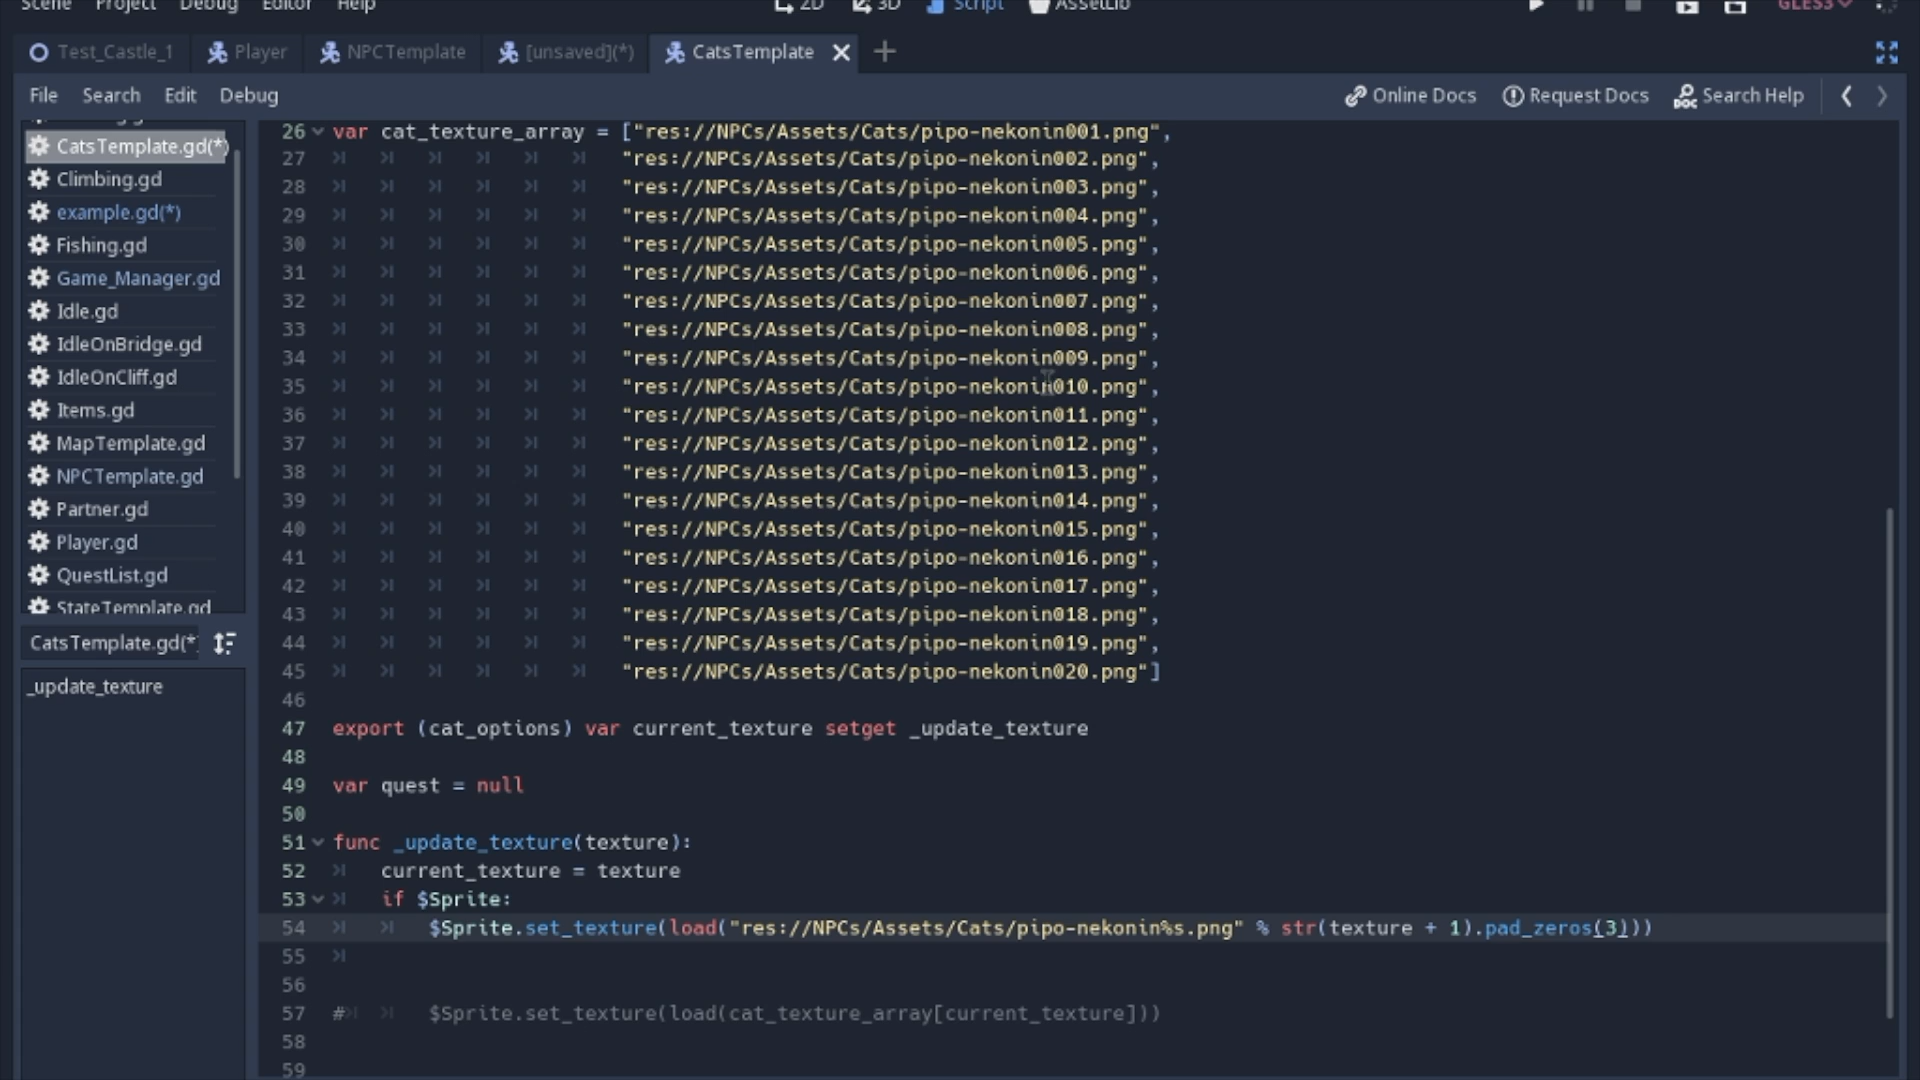 Scene Project Debug Editor Help 2D 3D Script AssetLib GLES3
Test_Castle_1 Player NPCTemplate [unsaved](*) CatsTemplate
File Search Edit Debug Online Docs Request Docs Search Help
CatsTemplate.gd(*)
Climbing.gd
example.gd(*)
Fishing.gd
Game_Manager.gd
Idle.gd
IdleOnBridge.gd
IdleOnCliff.gd
Items.gd
MapTemplate.gd
NPCTemplate.gd
Partner.gd
Player.gd
QuestList.gd
StateTemplate.gd
CatsTemplate.gd(*
_update_texture
26 var cat_texture_array = ["res://NPCs/Assets/Cats/pipo-nekonin001.png",
27 "res://NPCs/Assets/Cats/pipo-nekonin002.png",
28 "res://NPCs/Assets/Cats/pipo-nekonin003.png",
29 "res://NPCs/Assets/Cats/pipo-nekonin004.png",
30 "res://NPCs/Assets/Cats/pipo-nekonin005.png",
31 "res://NPCs/Assets/Cats/pipo-nekonin006.png",
32 "res://NPCs/Assets/Cats/pipo-nekonin007.png",
33 "res://NPCs/Assets/Cats/pipo-nekonin008.png",
34 "res://NPCs/Assets/Cats/pipo-nekonin009.png",
35 "res://NPCs/Assets/Cats/pipo-nekonin010.png",
36 "res://NPCs/Assets/Cats/pipo-nekonin011.png",
37 "res://NPCs/Assets/Cats/pipo-nekonin012.png",
38 "res://NPCs/Assets/Cats/pipo-nekonin013.png",
39 "res://NPCs/Assets/Cats/pipo-nekonin014.png",
40 "res://NPCs/Assets/Cats/pipo-nekonin015.png",
41 "res://NPCs/Assets/Cats/pipo-nekonin016.png",
42 "res://NPCs/Assets/Cats/pipo-nekonin017.png",
43 "res://NPCs/Assets/Cats/pipo-nekonin018.png",
44 "res://NPCs/Assets/Cats/pipo-nekonin019.png",
45 "res://NPCs/Assets/Cats/pipo-nekonin020.png"]
46
47 export (cat_options) var current_texture setget _update_texture
48
49 var quest = null
50
51 func _update_texture(texture):
52 current_texture = texture
53 if $Sprite:
54 $Sprite.set_texture(load("res://NPCs/Assets/Cats/pipo-nekonin%s.png" % str(texture + 1).pad_zeros(3)))
55
56
57 # $Sprite.set_texture(load(cat_texture_array[current_texture]))
58
59